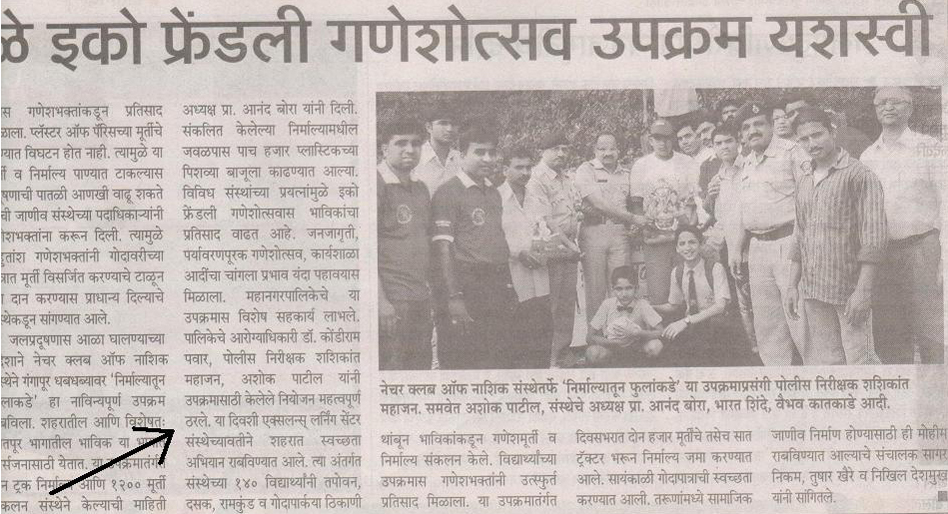 ळे इको फ्रेंडली गणेशोत्सव उपक्रम यशस्वी
स गणेशभक्तांकडून प्रतिसाद
ळाला. प्लॅस्टर ऑफ पॅरिसच्या मूर्तीचे
ण्यात विघटन होत नाही. त्यामुळे या
र्ती व निर्माल्य पाण्यात टाकल्यास
षणाची पातळी आणखी वाढू शकते
ची जाणीव संस्थेच्या पदाधिकाऱ्यांनी
शभक्तांना करून दिली. त्यामुळे
हुतांश गणेशभक्तांनी गोदावरीच्या
त्रात मूर्ती विसर्जित करण्याचे टाळून
दान करण्यास प्राधान्य दिल्याचे
स्थेकडून सांगण्यात आले.
जलप्रदूषणास आळा घालण्याच्या
द्देशाने नेचर क्लब ऑफ नाशिक
स्थेने गंगापूर धबधब्यावर 'निर्माल्यातून
लाकडे' हा नाविन्यपूर्ण उपक्रम
बविला. शहरातील आणि विशेषत:
तपूर भागातील भाविक या
सर्जनासाठी येतात. या उपक्रमातंर्गत
न ट्रक निर्माल्य आणि १२०० मूर्ती
कलन संस्थेने केल्याची माहिती
अध्यक्ष प्रा. आनंद बोरा यांनी दिली.
संकलित केलेल्या निर्माल्यामधील
जवळपास पाच हजार प्लास्टिकच्या
पिशव्या बाजूला काढण्यात आल्या.
विविध संस्थांच्या प्रयत्नांमुळे इको
फ्रेंडली गणेशोत्सवास भाविकांचा
प्रतिसाद वाढत आहे. जनजागृती,
पर्यावरणपूरक गणेशोत्सव, कार्यशाळा
आदींचा चांगला प्रभाव यंदा पहावयास
मिळाला. महानगरपालिकेचे या
उपक्रमास विशेष सहकार्य लाभले.
पालिकेचे आरोग्याधिकारी डॉ. कोंडीराम
पवार, पोलीस निरीक्षक शशिकांत
महाजन, अशोक पाटील यांनी
उपक्रमासाठी केलेले नियोजन महत्वपूर्ण
ठरले. या दिवशी एक्सलन्स् लर्निंग सेंटर
संस्थेच्यावतीने शहरात स्वच्छता
अभियान राबविण्यात आले. त्या अंतर्गत
संस्थेच्या १४० विद्यार्थ्यांनी तपोवन,
दसक, रामकुंड व गोदापार्कया ठिकाणी
नेचर क्लब ऑफ नाशिक संस्थेतर्फे 'निर्माल्यातून फुलांकडे' या उपक्रमाप्रसंगी पोलिस निरीक्षक शशिकांत
महाजन. समवेत अशोक पाटील, संस्थेचे अध्यक्ष प्रा. आनंद बोरा, भारत शिंदे, वैभव कातकाडे आदी.
थांबून भाविकांकडून गणेशमूर्ती व
निर्माल्य संकलन केले. विद्यार्थ्यांच्या
उपक्रमास गणेशभक्तांनी उत्स्फूर्त
प्रतिसाद मिळाला. या उपक्रमातंर्गत
दिवसभरात दोन हजार मूर्तीचे तसेच सात
ट्रॅक्टर भरून निर्माल्य जमा करण्यात
आले. सायंकाळी गोदापात्राची स्वच्छता
करण्यात आली. तरूणांमध्ये सामाजिक
जाणीव निर्माण होण्यासाठी ही मोहीम
राबविण्यात आल्याचे संचालक सागर
निकम, तुषार खैरे व निखिल देशमुख
यांनी सांगितले.